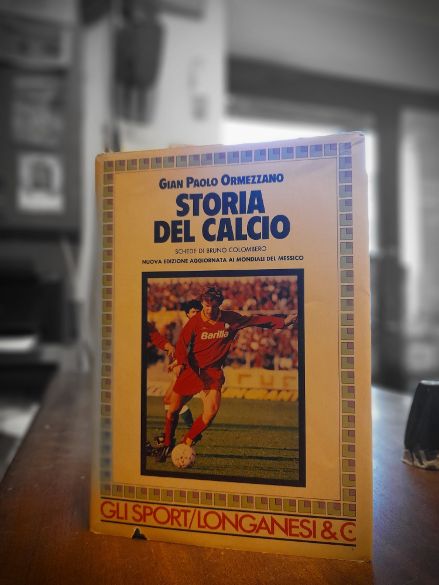 GIAN PAOLO ORMEZZANO
STORIA
DEL CALCIO
SCHEDE DI BRUNO COLOMBERO
NUOVA EDIZIONE AGGIORNATA AI MONDIALI DEL MESSICO
Barilla
GLI SPORT/LONGANESI & C